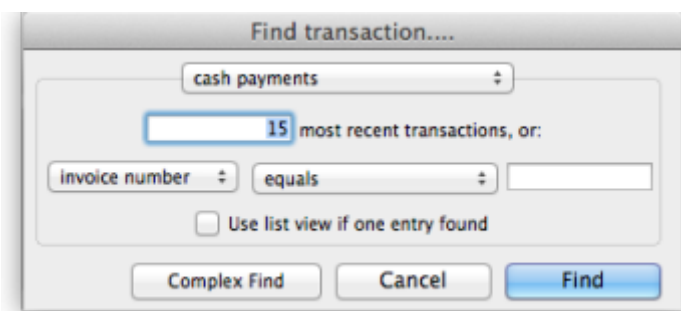 Find transaction....
cash payments
15 most recent transactions, or:
invoice number equals
Use list view if one entry found
Complex Find Cancel Find